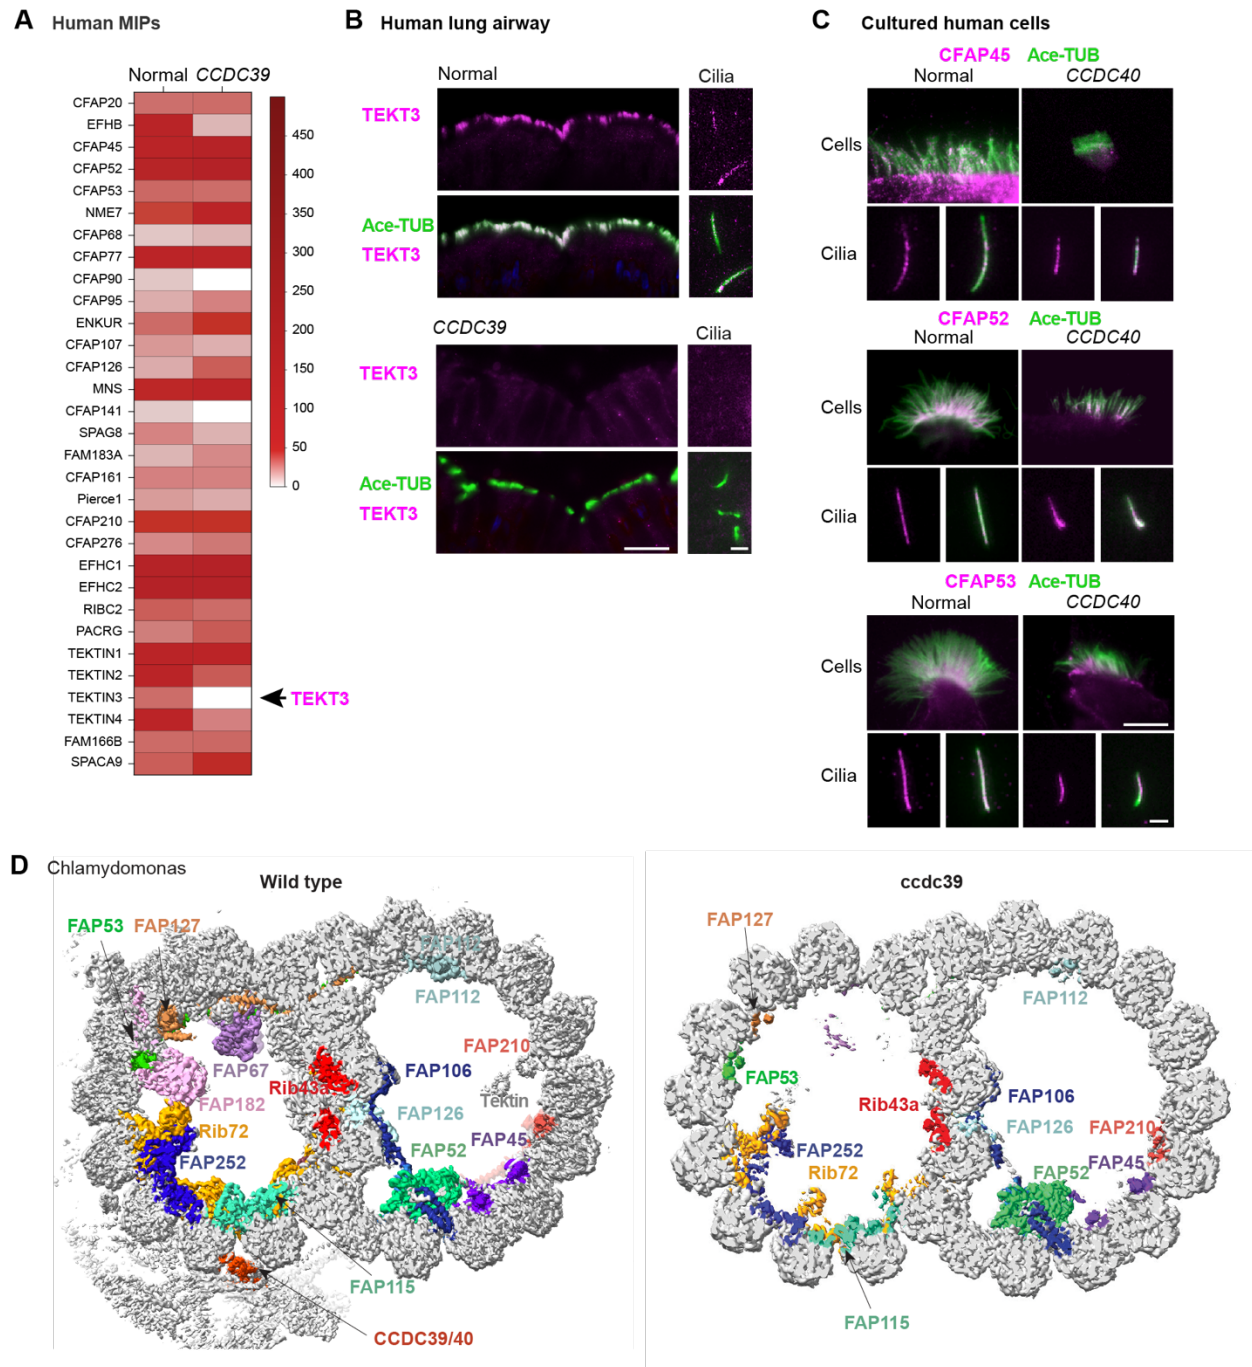 A Human MIPs
Normal CCDC39
CFAP20
EFHB
CFAP45
CFAP52
CFAP53
NME7
CFAP68
CFAP77
CFAP90
CFAP95
ENKUR
CFAP107
CFAP126
MNS
CFAP141
SPAG8
FAM183A
CFAP161
Pierce1
CFAP210
CFAP276
EFHC1
EFHC2
RIBC2
PACRG
TEKTIN1
TEKTIN2
TEKTIN3
TEKTIN4
FAM166B
SPACA9
450
400
350
300
250
200
150
100
50
0
TEKT3
B Human lung airway
Normal Cilia
TEKT3
Ace-TUB
TEKT3
CCDC39 Cilia
TEKT3
Ace-TUB
TEKT3
C Cultured human cells
CFAP45 Ace-TUB
Normal CCDC40
Cells
Cilia
CFAP52 Ace-TUB
Normal CCDC40
Cells
Cilia
CFAP53 Ace-TUB
Normal CCDC40
Cells
Cilia
D Chlamydomonas
Wild type
FAP53 FAP127
FAP112
FAP67
FAP210
Rib43a
FAP106
Tektin
FAP182
FAP126
Rib72
FAP52
FAP45
FAP252
FAP115
CCDC39/40
ccdc39
FAP127
FAP112
FAP53
Rib43a
FAP106
FAP126
FAP210
FAP252
FAP52
FAP45
Rib72
FAP115